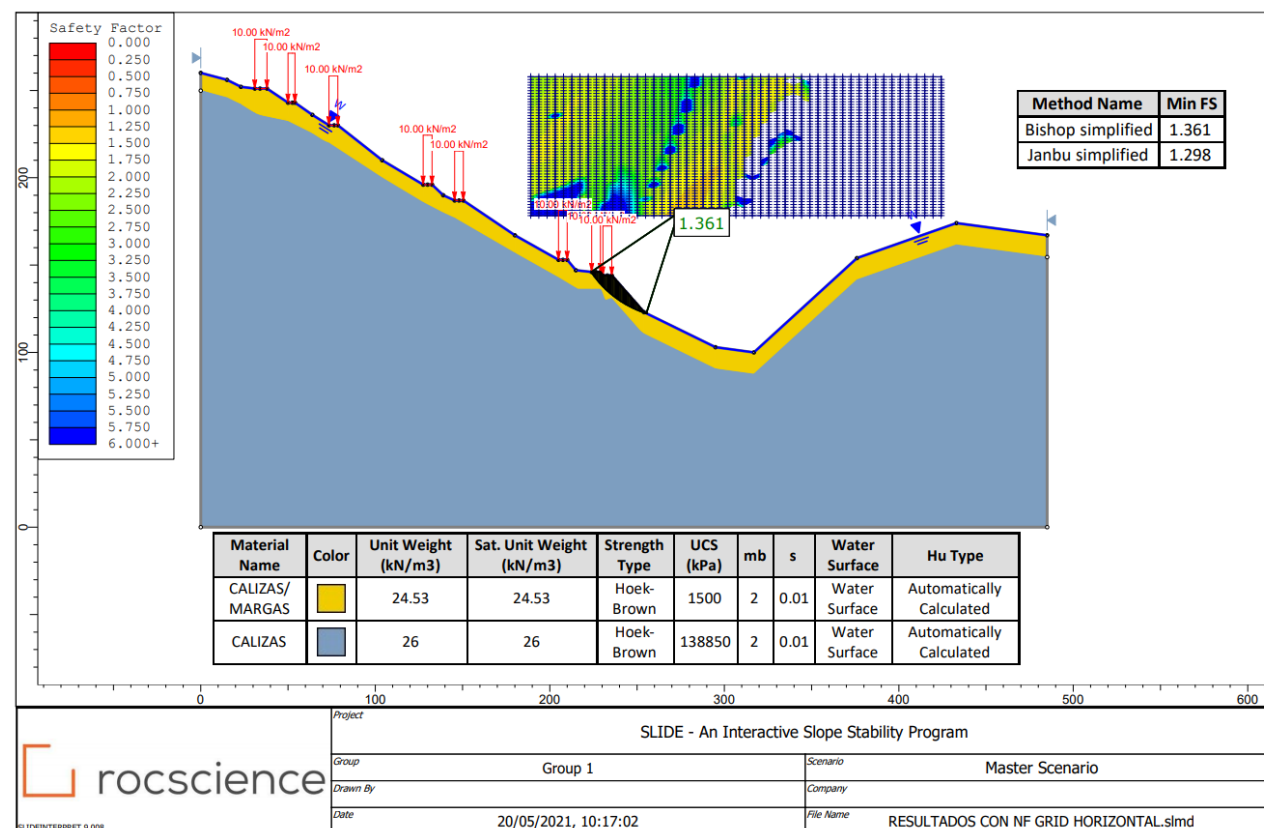 Safety Factor
0.000
0.250
0.500
0.750
1.000
1.250
1.500
1.750
2.000
2.250
2.500
2.750
3.000
3.250
3.500
3.750
4.000
4.250
4.500
4.750
5.000
5.250
5.500
5.750
6.000+
10.00 kN/m2
10.00 kN/m2
10.00 kN/m2
10.00 kN/m2
10.00 kN/m2
10.00 kN/m2
10.00 kN/m2
W
W
1.361
Method Name Min FS
Bishop simplified 1.361
Janbu simplified 1.298
200
100
0
Material Name Color Unit Weight (kN/m3) Sat. Unit Weight (kN/m3) Strength Type UCS (kPa) mb s Water Surface Hu Type
CALIZAS/ MARGAS 24.53 24.53 Hoek-Brown 1500 2 0.01 Water Surface Automatically Calculated
CALIZAS 26 26 Hoek-Brown 138850 2 0.01 Water Surface Automatically Calculated
0 100 200 300 400 500 600
rocscience
SLIDEINTERPRET 9.008
Project
SLIDE - An Interactive Slope Stability Program
Group
Group 1
Scenario
Master Scenario
Drawn By
Company
Date
20/05/2021, 10:17:02
File Name
RESULTADOS CON NF GRID HORIZONTAL.slmd